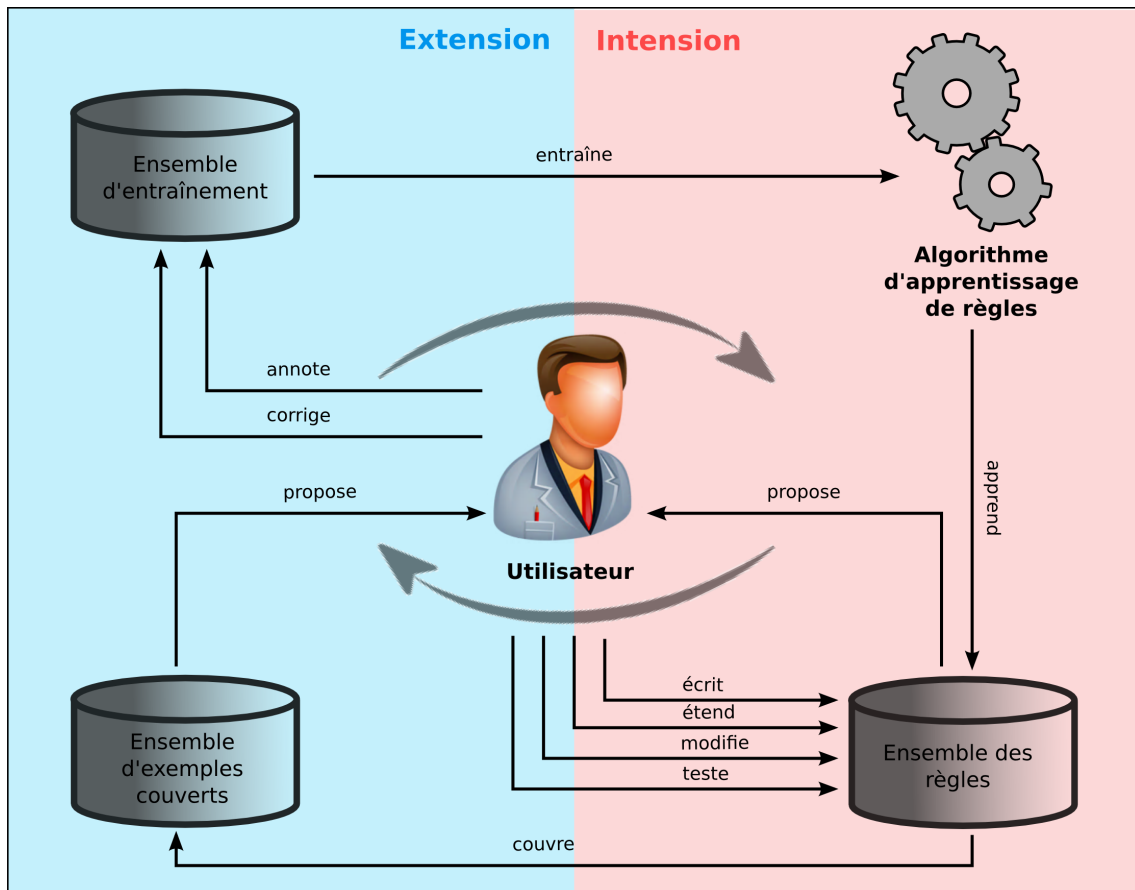 Extension
Intension
Ensemble
d'entraînement
entraîne
Algorithme
d'apprentissage
de règles
annote
corrige
apprend
propose
propose
Utilisateur
écrit
étend
modifie
teste
Ensemble
d'exemples
couverts
Ensemble des
règles
couvre